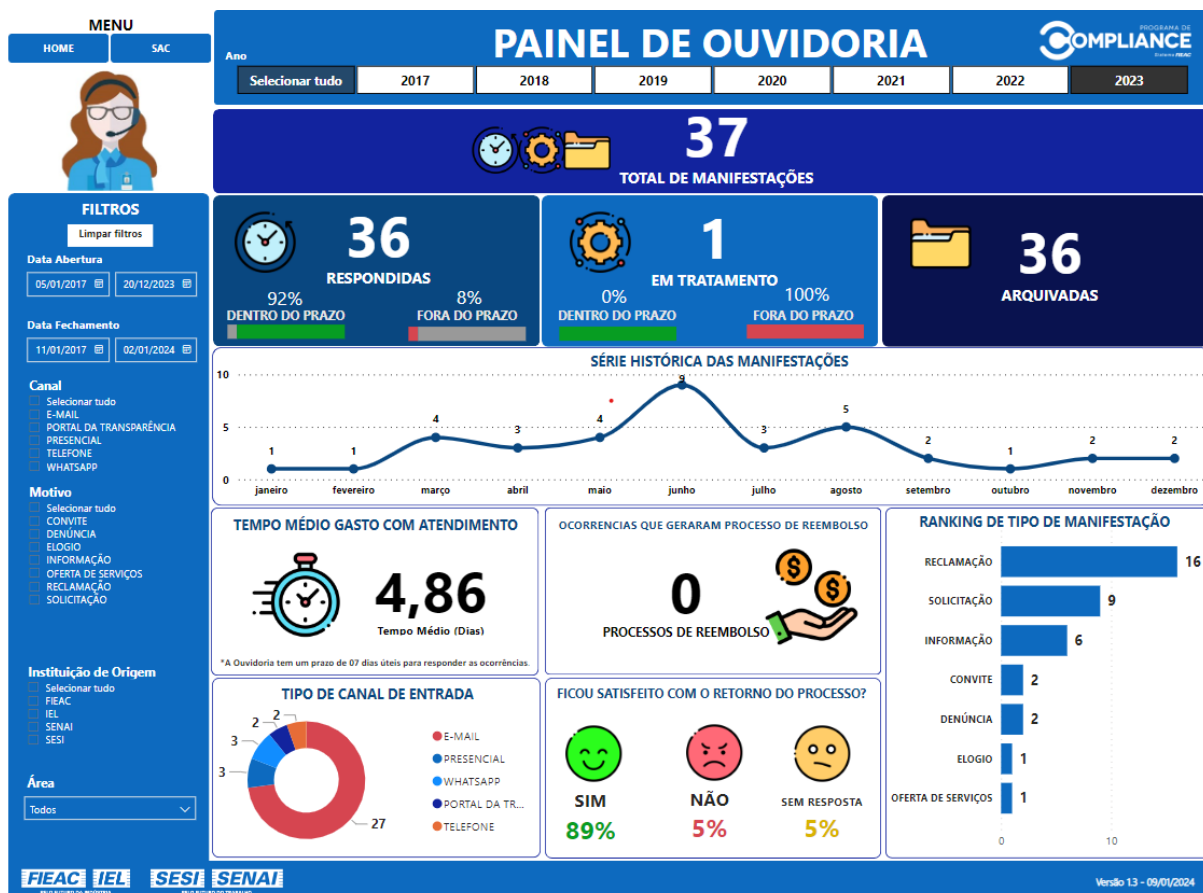 MENU
HOME
SAC
PAINEL DE OUVIDORIA
PROGRAMA DE
COMPLIANCE
Sistema FIEAC
Ano
Selecionar tudo
2017
2018
2019
2020
2021
2022
2023
37
TOTAL DE MANIFESTAÇÕES
FILTROS
Limpar filtros
Data Abertura
05/01/2017
20/12/2023
Data Fechamento
11/01/2017
02/01/2024
Canal
Selecionar tudo
E-MAIL
PORTAL DA TRANSPARÊNCIA
PRESENCIAL
TELEFONE
WHATSAPP
Motivo
Selecionar tudo
CONVITE
DENÚNCIA
ELOGIO
INFORMAÇÃO
OFERTA DE SERVIÇOS
RECLAMAÇÃO
SOLICITAÇÃO
Instituição de Origem
Selecionar tudo
FIEAC
IEL
SENAI
SESI
Área
Todos
36
RESPONDIDAS
92%
DENTRO DO PRAZO
8%
FORA DO PRAZO
1
EM TRATAMENTO
0%
DENTRO DO PRAZO
100%
FORA DO PRAZO
36
ARQUIVADAS
SÉRIE HISTÓRICA DAS MANIFESTAÇÕES
10
5
0
1
1
4
3
4
9
3
5
2
1
2
2
janeiro
fevereiro
março
abril
maio
junho
julho
agosto
setembro
outubro
novembro
dezembro
TEMPO MÉDIO GASTO COM ATENDIMENTO
4,86
Tempo Médio (Dias)
*A Ouvidoria tem um prazo de 07 dias úteis para responder as ocorrências.
OCORRENCIAS QUE GERARAM PROCESSO DE REEMBOLSO
0
PROCESSOS DE REEMBOLSO
RANKING DE TIPO DE MANIFESTAÇÃO
RECLAMAÇÃO
16
SOLICITAÇÃO
9
INFORMAÇÃO
6
CONVITE
2
DENÚNCIA
2
ELOGIO
1
OFERTA DE SERVIÇOS
1
0
10
TIPO DE CANAL DE ENTRADA
2
2
3
3
27
E-MAIL
PRESENCIAL
WHATSAPP
PORTAL DA TR...
TELEFONE
FICOU SATISFEITO COM O RETORNO DO PROCESSO?
SIM
89%
NÃO
5%
SEM RESPOSTA
5%
FIEAC IEL SESI SENAI
Versão 13 - 09/01/2024